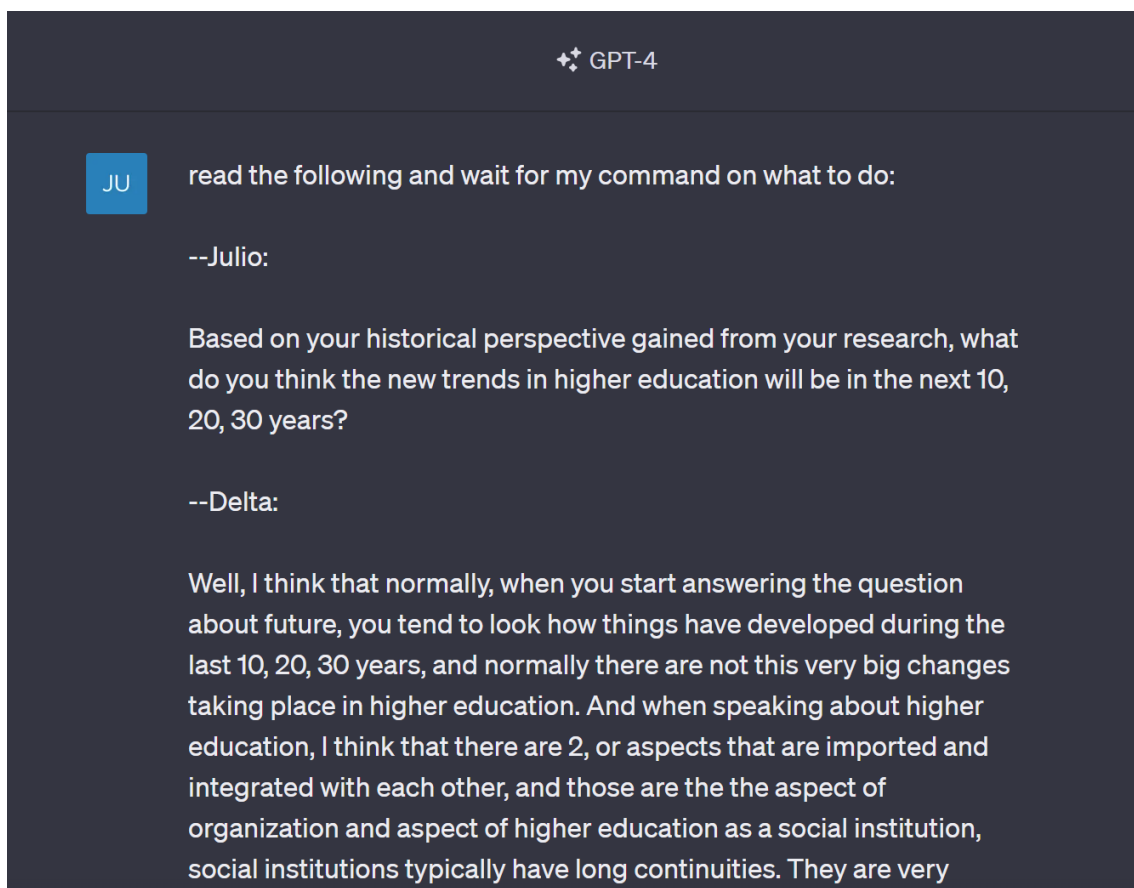 GPT-4
JU
read the following and wait for my command on what to do:
--Julio:
Based on your historical perspective gained from your research, what
do you think the new trends in higher education will be in the next 10,
20, 30 years?
--Delta:
Well, I think that normally, when you start answering the question
about future, you tend to look how things have developed during the
last 10, 20, 30 years, and normally there are not this very big changes
taking place in higher education. And when speaking about higher
education, I think that there are 2, or aspects that are imported and
integrated with each other, and those are the the aspect of
organization and aspect of higher education as a social institution,
social institutions typically have long continuities. They are very